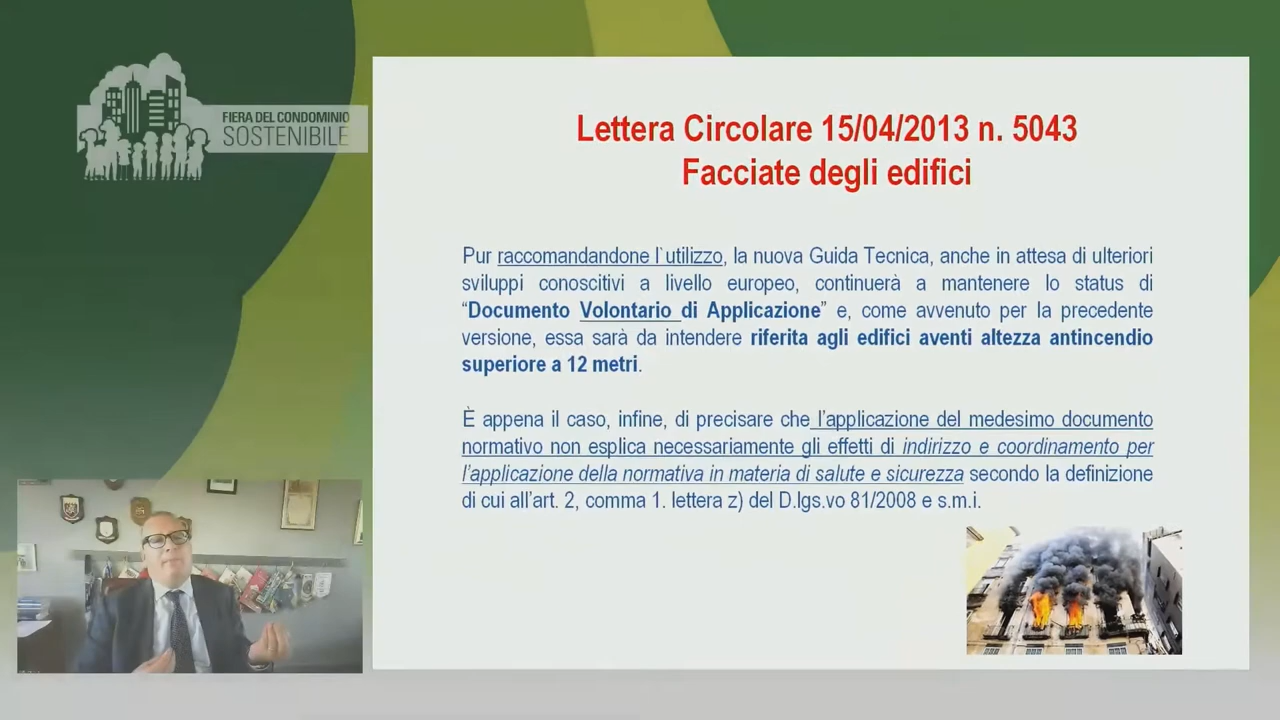 FIERA DEL CONDOMINIO
SOSTENIBILE
Lettera Circolare 15/04/2013 n. 5043
Facciate degli edifici
Pur raccomandandone l`utilizzo, la nuova Guida Tecnica, anche in attesa di ulteriori
sviluppi conoscitivi a livello europeo, continuerà a mantenere lo status di
“Documento Volontario di Applicazione” e, come avvenuto per la precedente
versione, essa sarà da intendere riferita agli edifici aventi altezza antincendio
superiore a 12 metri.
È appena il caso, infine, di precisare che l’applicazione del medesimo documento
normativo non esplica necessariamente gli effetti di indirizzo e coordinamento per
l’applicazione della normativa in materia di salute e sicurezza secondo la definizione
di cui all’art. 2, comma 1. lettera z) del D.lgs.vo 81/2008 e s.m.i.